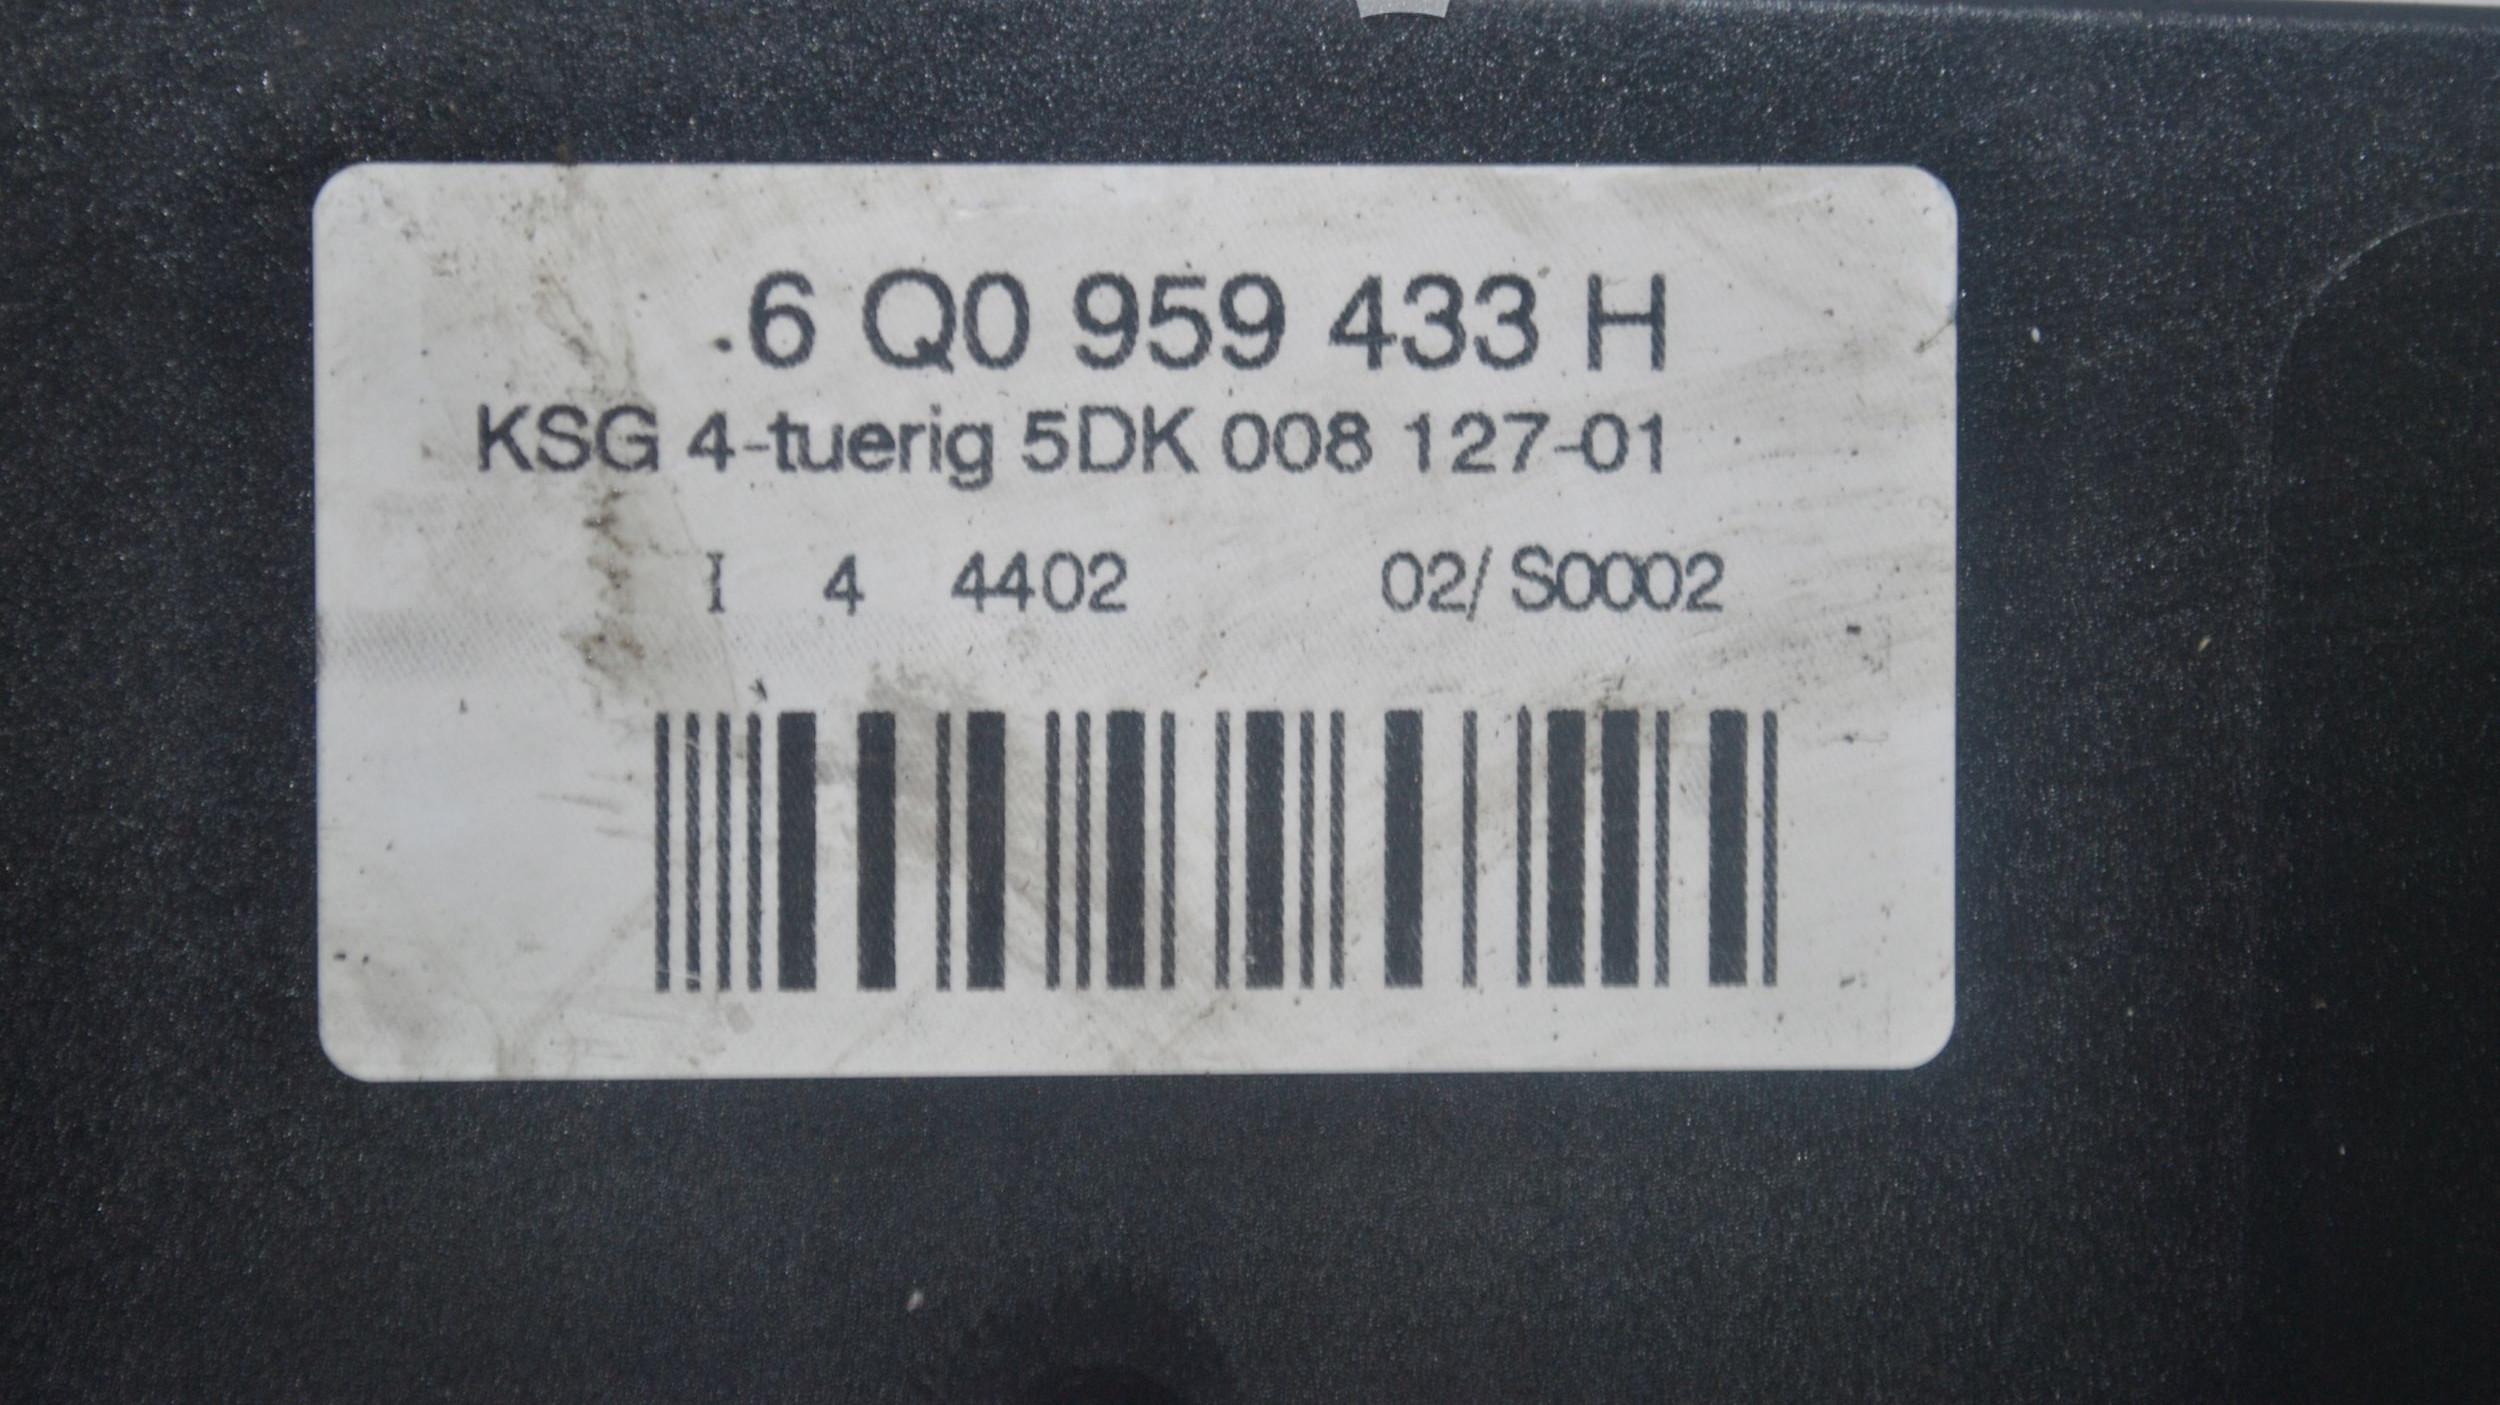 6 Q0 959 433 H
KSG 4-tuerig 5DK 008 127-01
I 4 4402 02/ S0002